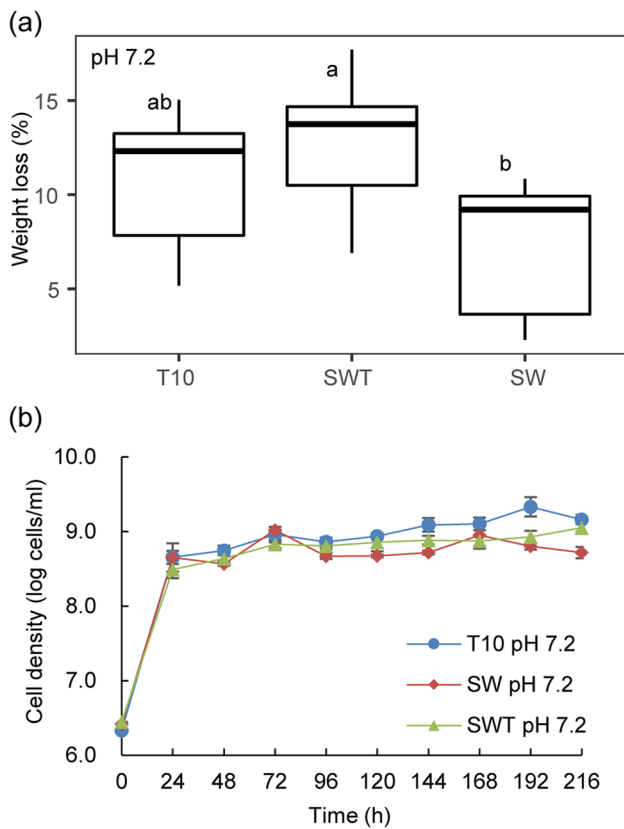 (a)
pH 7.2
ab
a
b
Weight loss (%)
15
10
5
T10 SWT SW
(b)
Cell density (log cells/ml)
10.0
9.0
8.0
7.0
6.0
T10 pH 7.2
SW pH 7.2
SWT pH 7.2
0 24 48 72 96 120 144 168 192 216
Time (h)